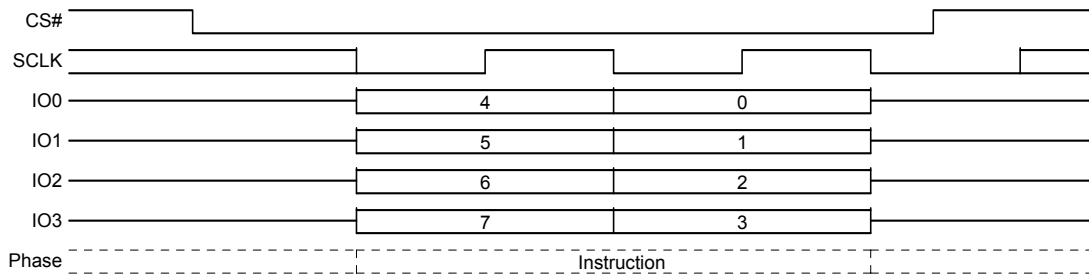 CS#
SCLK
IO0 4 0
IO1 5 1
IO2 6 2
IO3 7 3
Phase Instruction